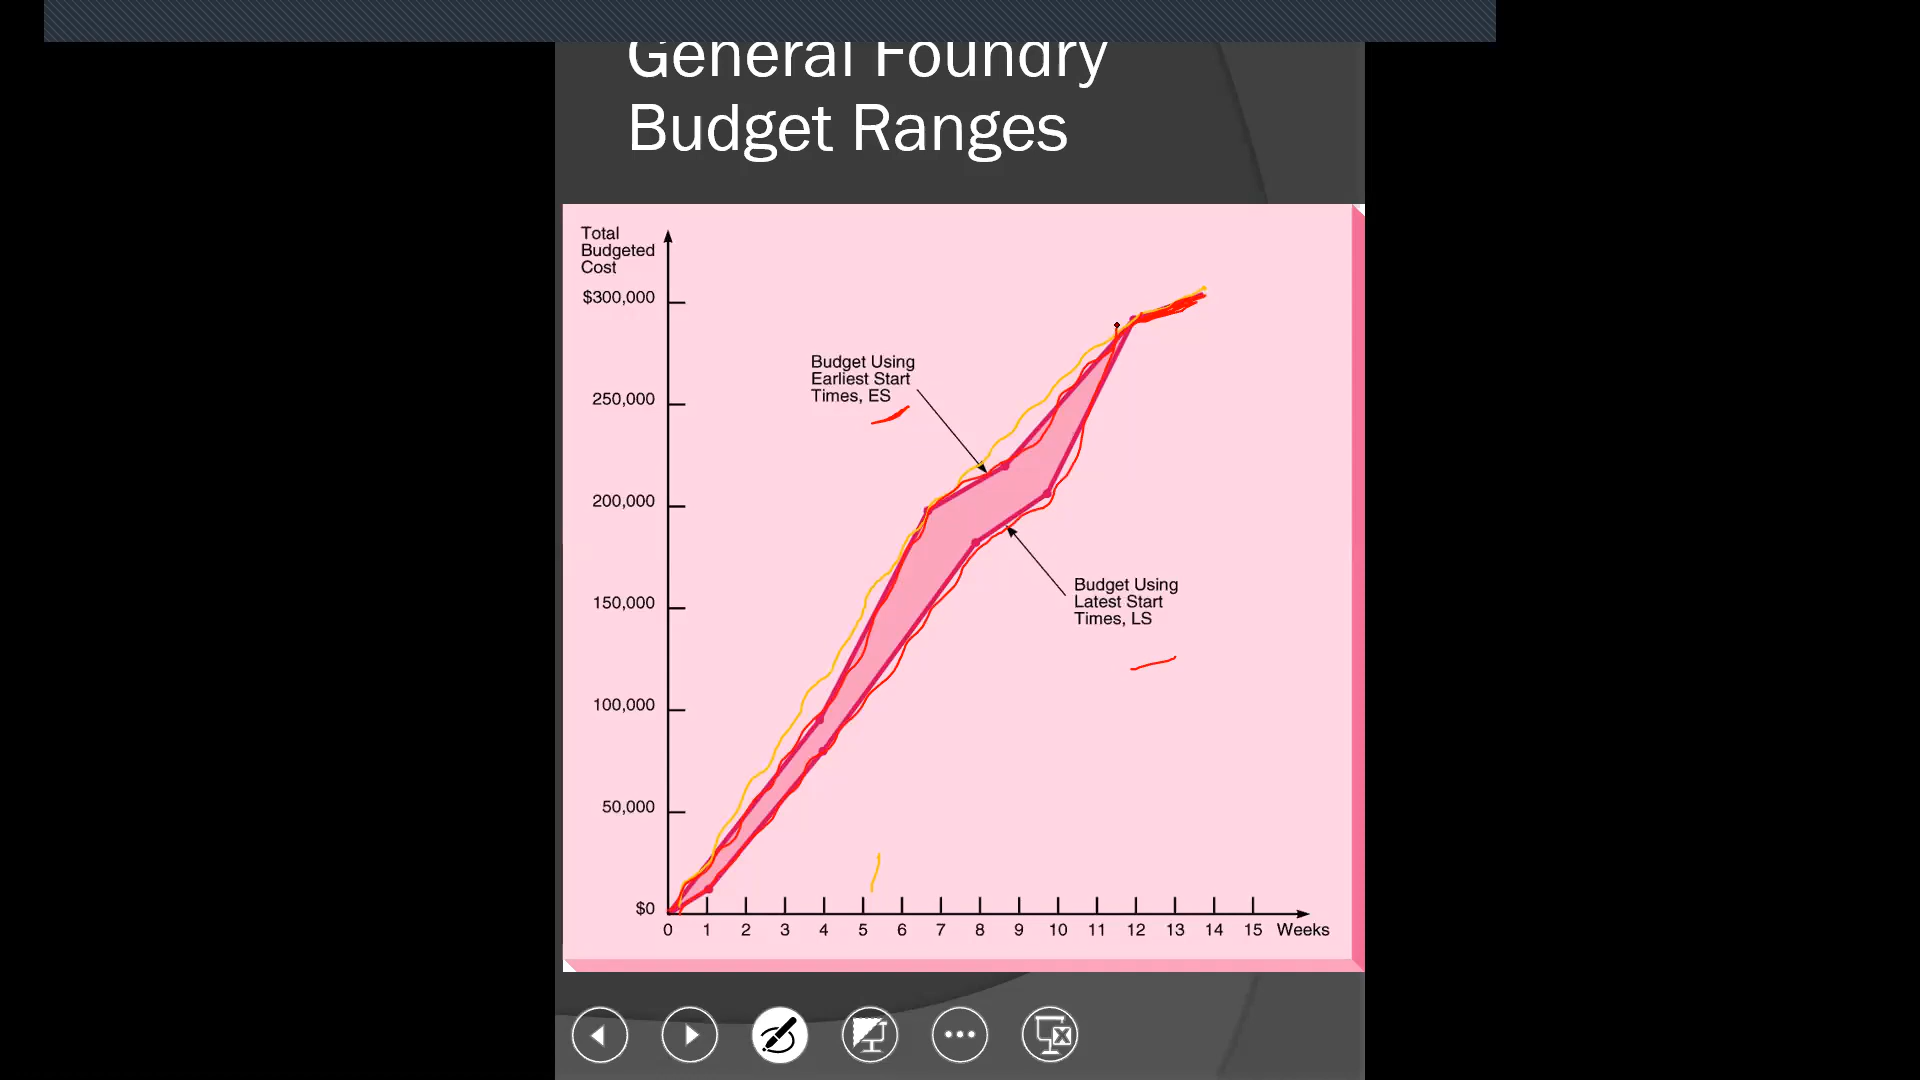 General Foundry
Budget Ranges
Total
Budgeted
Cost
$300,000
250,000
200,000
150,000
100,000
50,000
$0
Budget Using
Earliest Start
Times, ES
Budget Using
Latest Start
Times, LS
0 1 2 3 4 5 6 7 8 9 10 11 12 13 14 15 Weeks